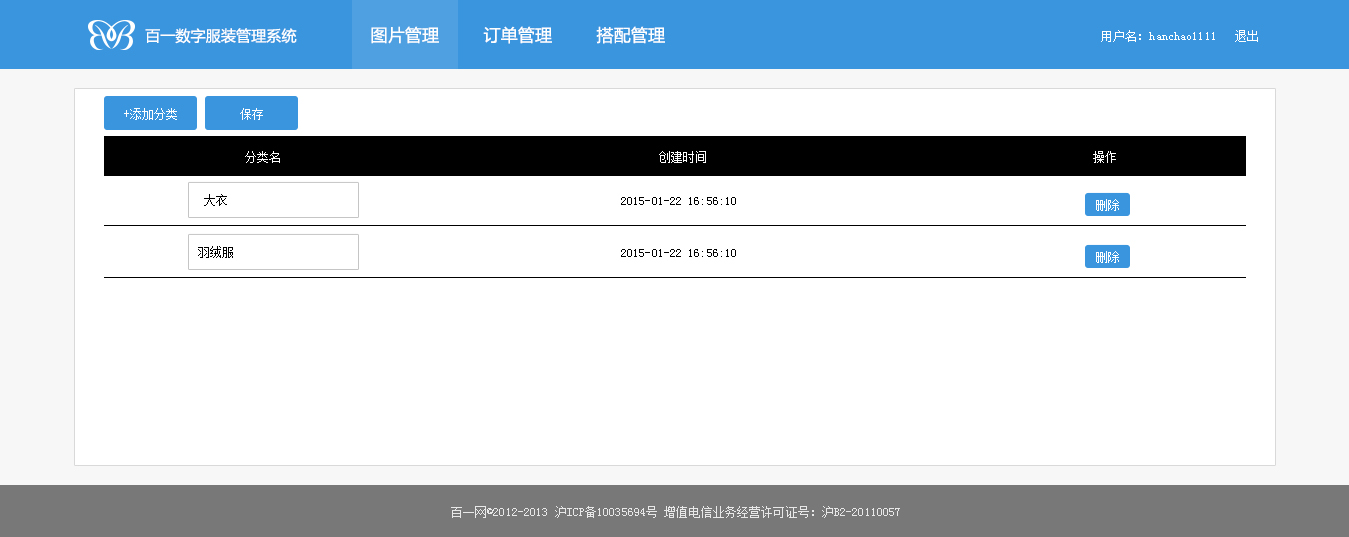 百一数字服装管理系统 图片管理 订单管理 搭配管理 用户名：hanchao1111 退出
+添加分类 保存
分类名 创建时间 操作
大衣 2015-01-22 16:56:10 删除
羽绒服 2015-01-22 16:56:10 删除
百一网©2012-2013 沪ICP备10035694号 增值电信业务经营许可证号：沪B2-20110057